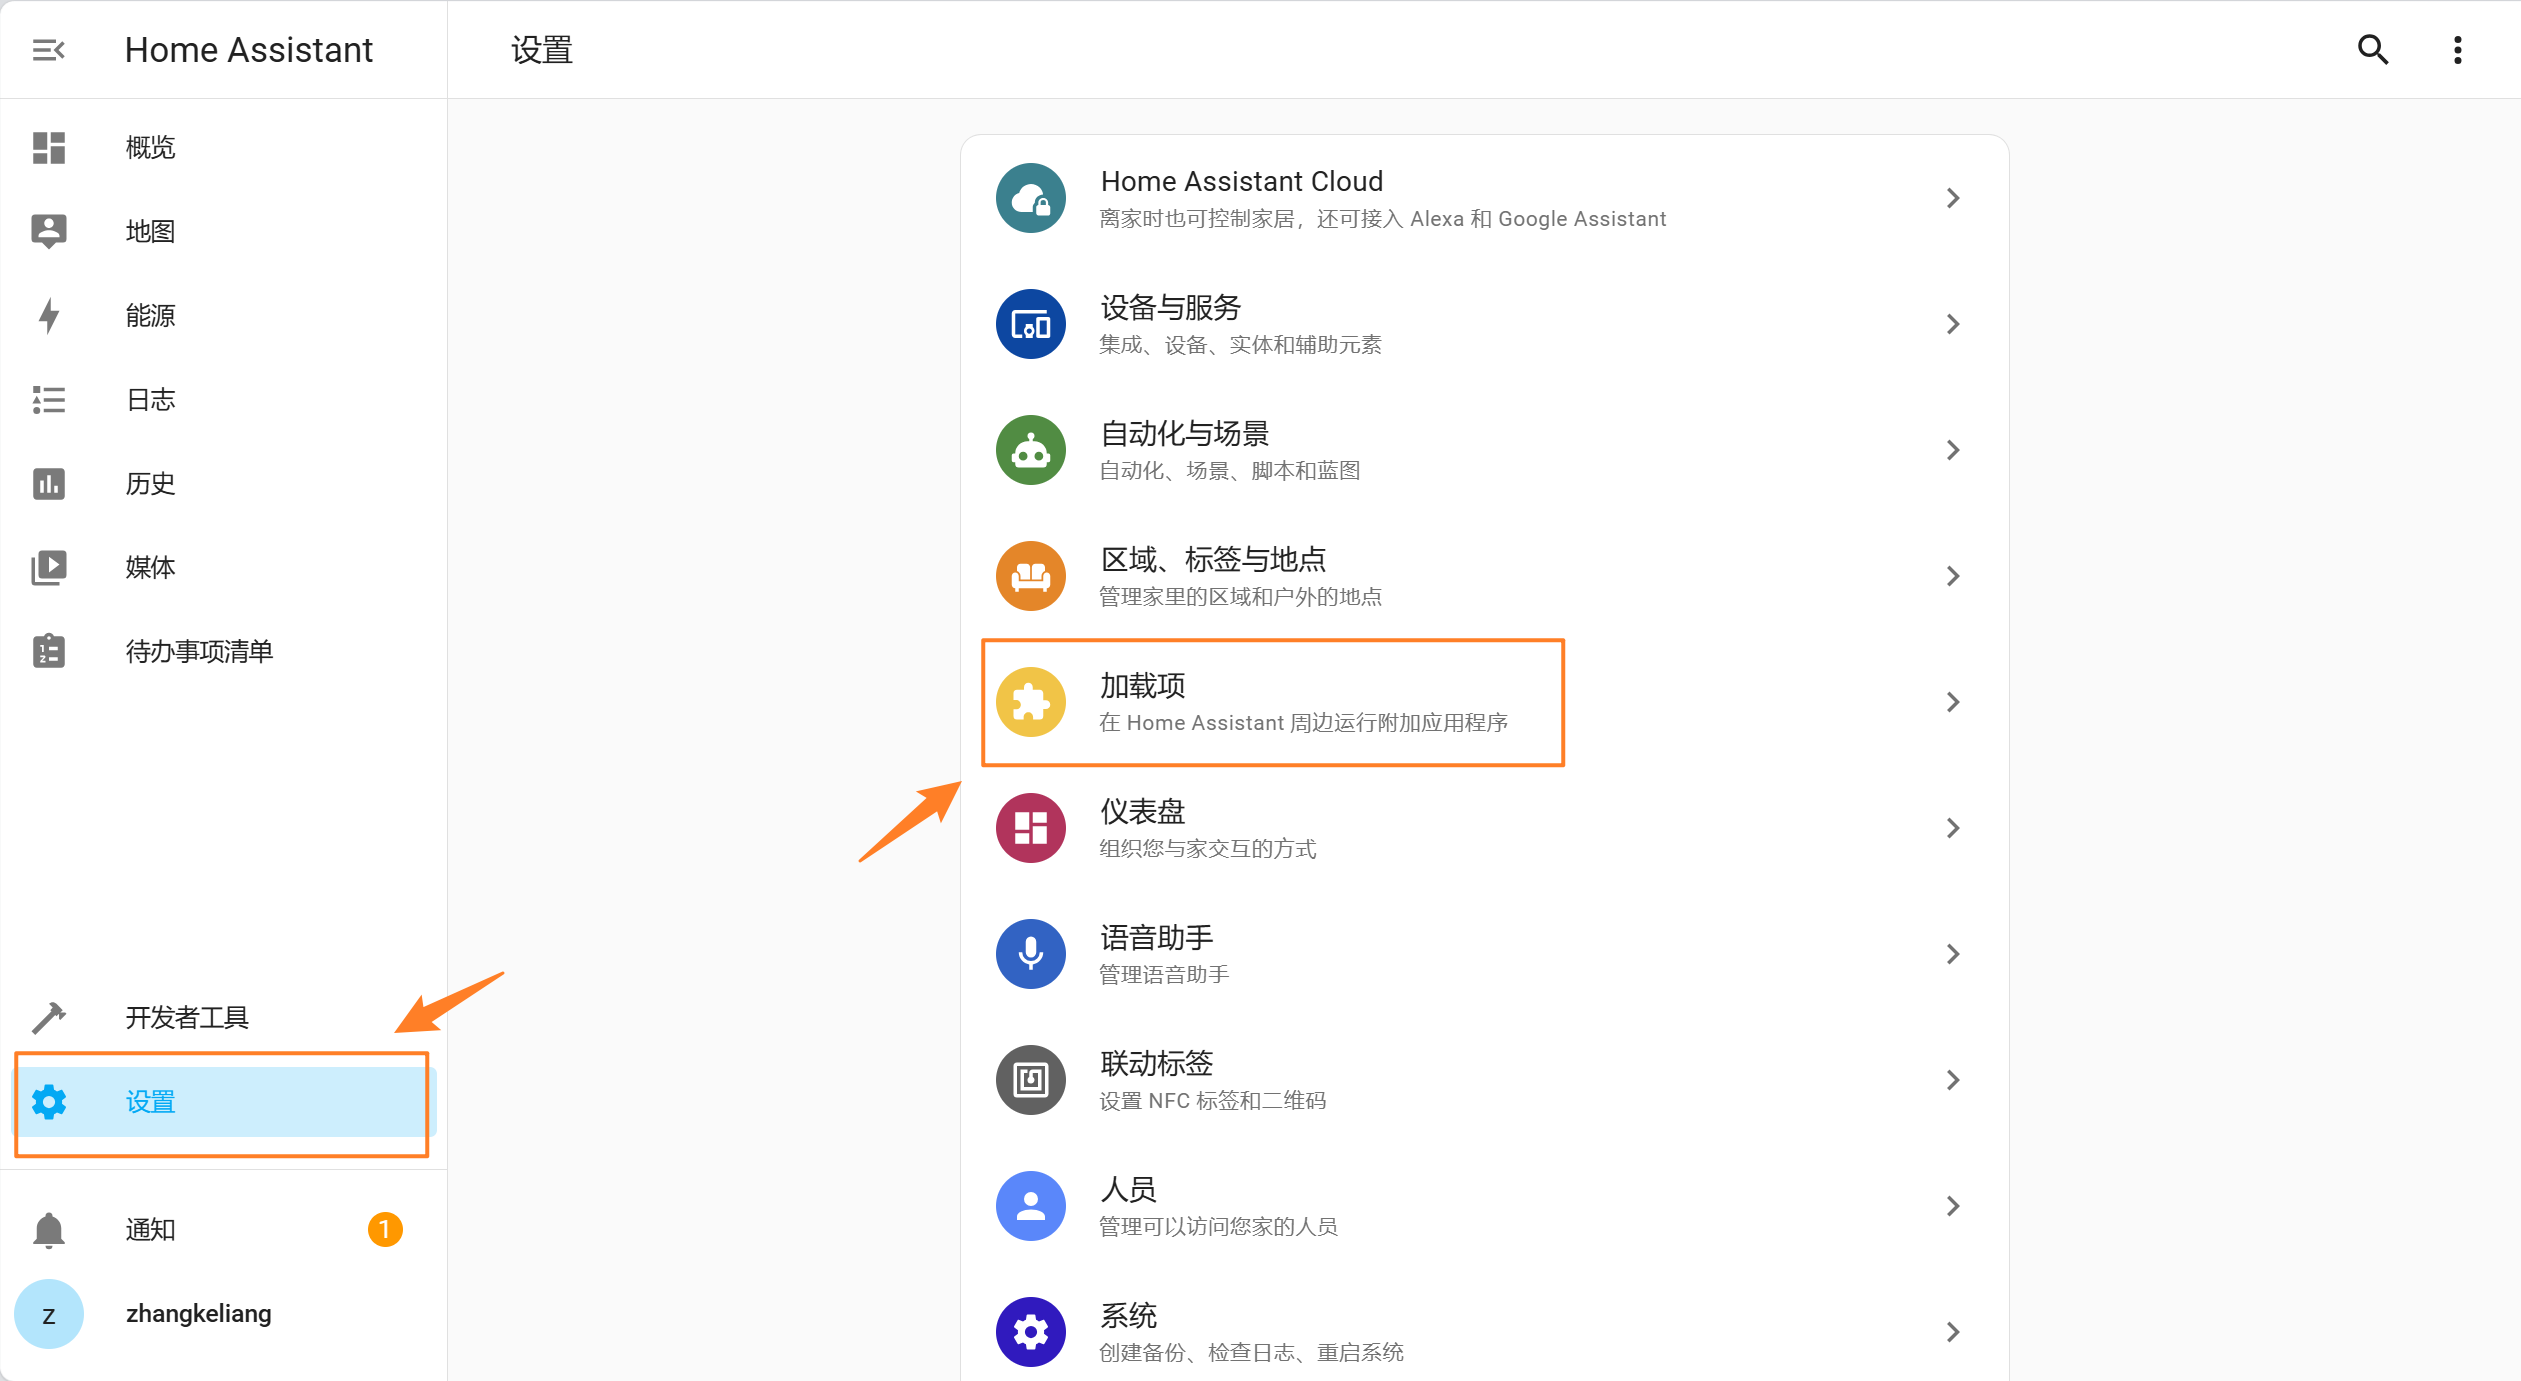 Home Assistant
概览
地图
能源
日志
历史
媒体
待办事项清单
开发者工具
设置
通知
1
z
zhangkeliang
设置
Home Assistant Cloud
离家时也可控制家居，还可接入 Alexa 和 Google Assistant
设备与服务
集成、设备、实体和辅助元素
自动化与场景
自动化、场景、脚本和蓝图
区域、标签与地点
管理家里的区域和户外的地点
加载项
在 Home Assistant 周边运行附加应用程序
仪表盘
组织您与家交互的方式
语音助手
管理语音助手
联动标签
设置 NFC 标签和二维码
人员
管理可以访问您家的人员
系统
创建备份、检查日志、重启系统